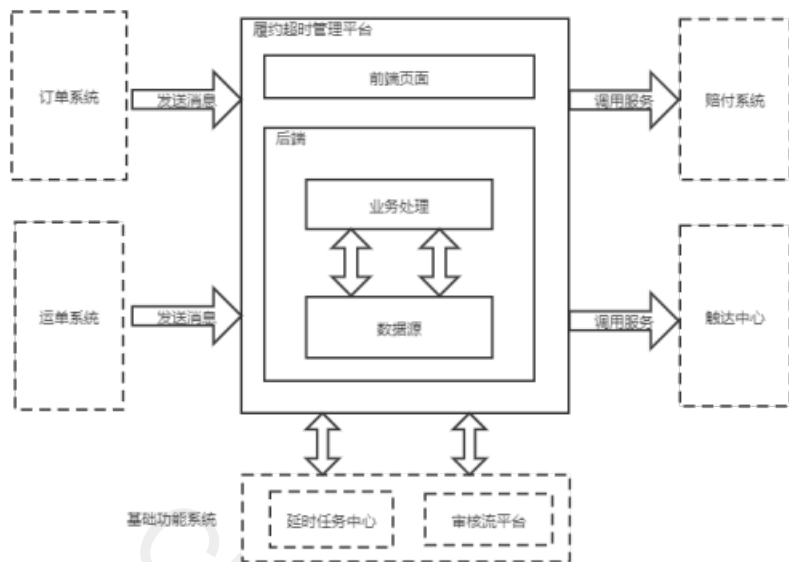 履约超时管理平台
订单系统
发送消息
前端页面
调用服务
赔付系统
后端
业务处理
运单系统
发送消息
数据源
调用服务
触达中心
基础功能系统
延时任务中心
审核流平台